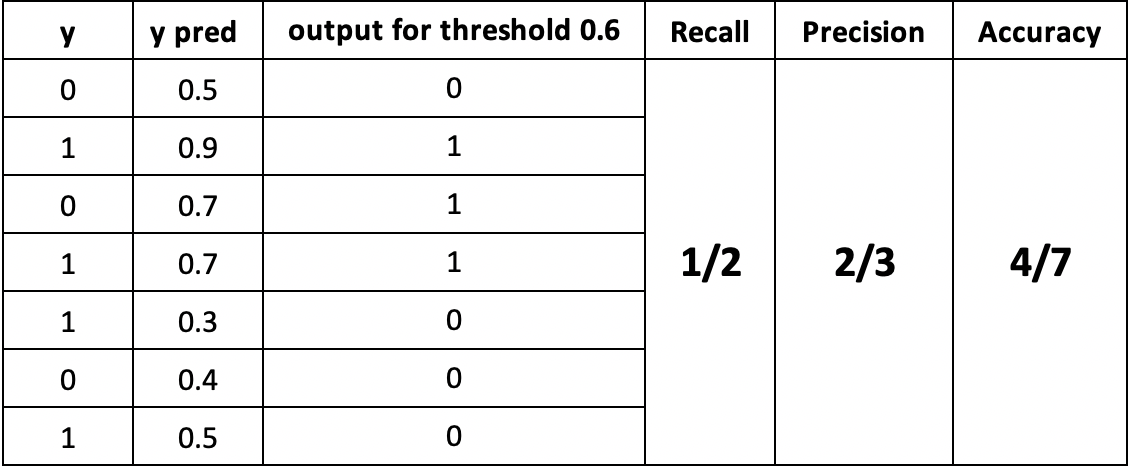 y y pred output for threshold 0.6 Recall Precision Accuracy
0 0.5 0
1 0.9 1
0 0.7 1
1 0.7 1 1/2 2/3 4/7
1 0.3 0
0 0.4 0
1 0.5 0